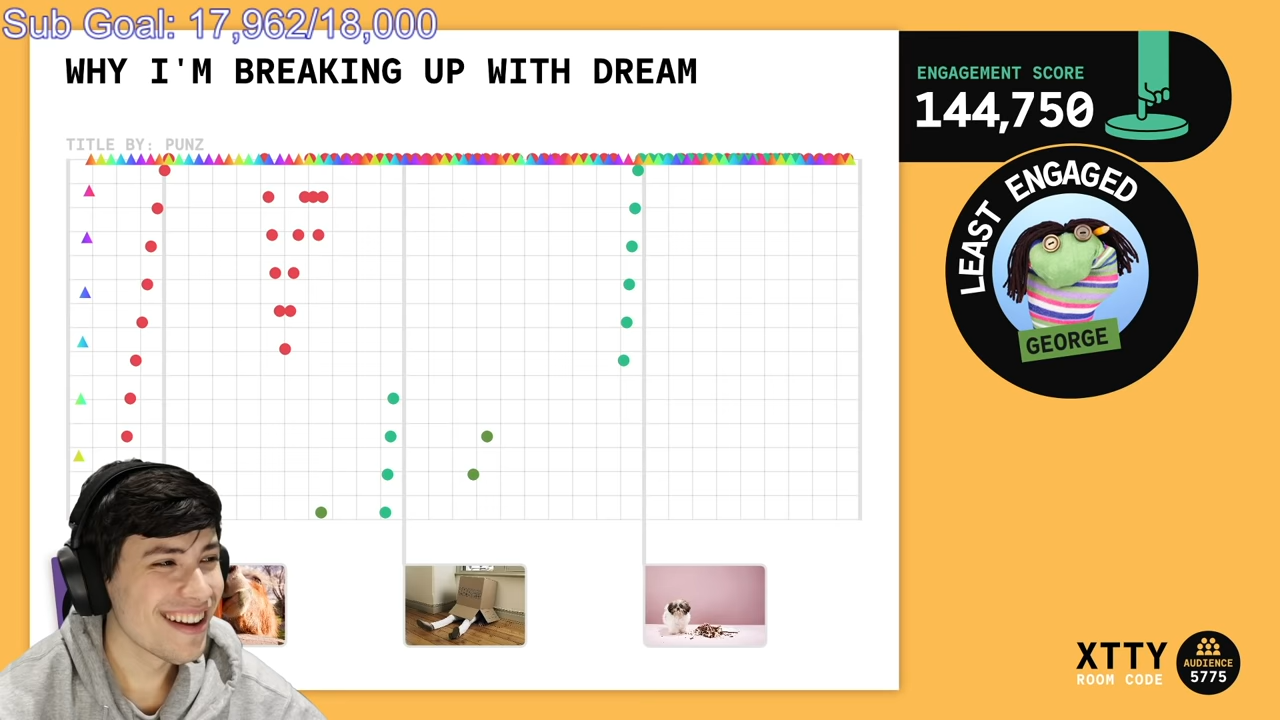 Sub Goal: 17,962/18,000
WHY I'M BREAKING UP WITH DREAM
TITLE BY: PUNZ
ENGAGEMENT SCORE
144,750
LEAST ENGAGED
GEORGE
XTTY
ROOM CODE
AUDIENCE
5775